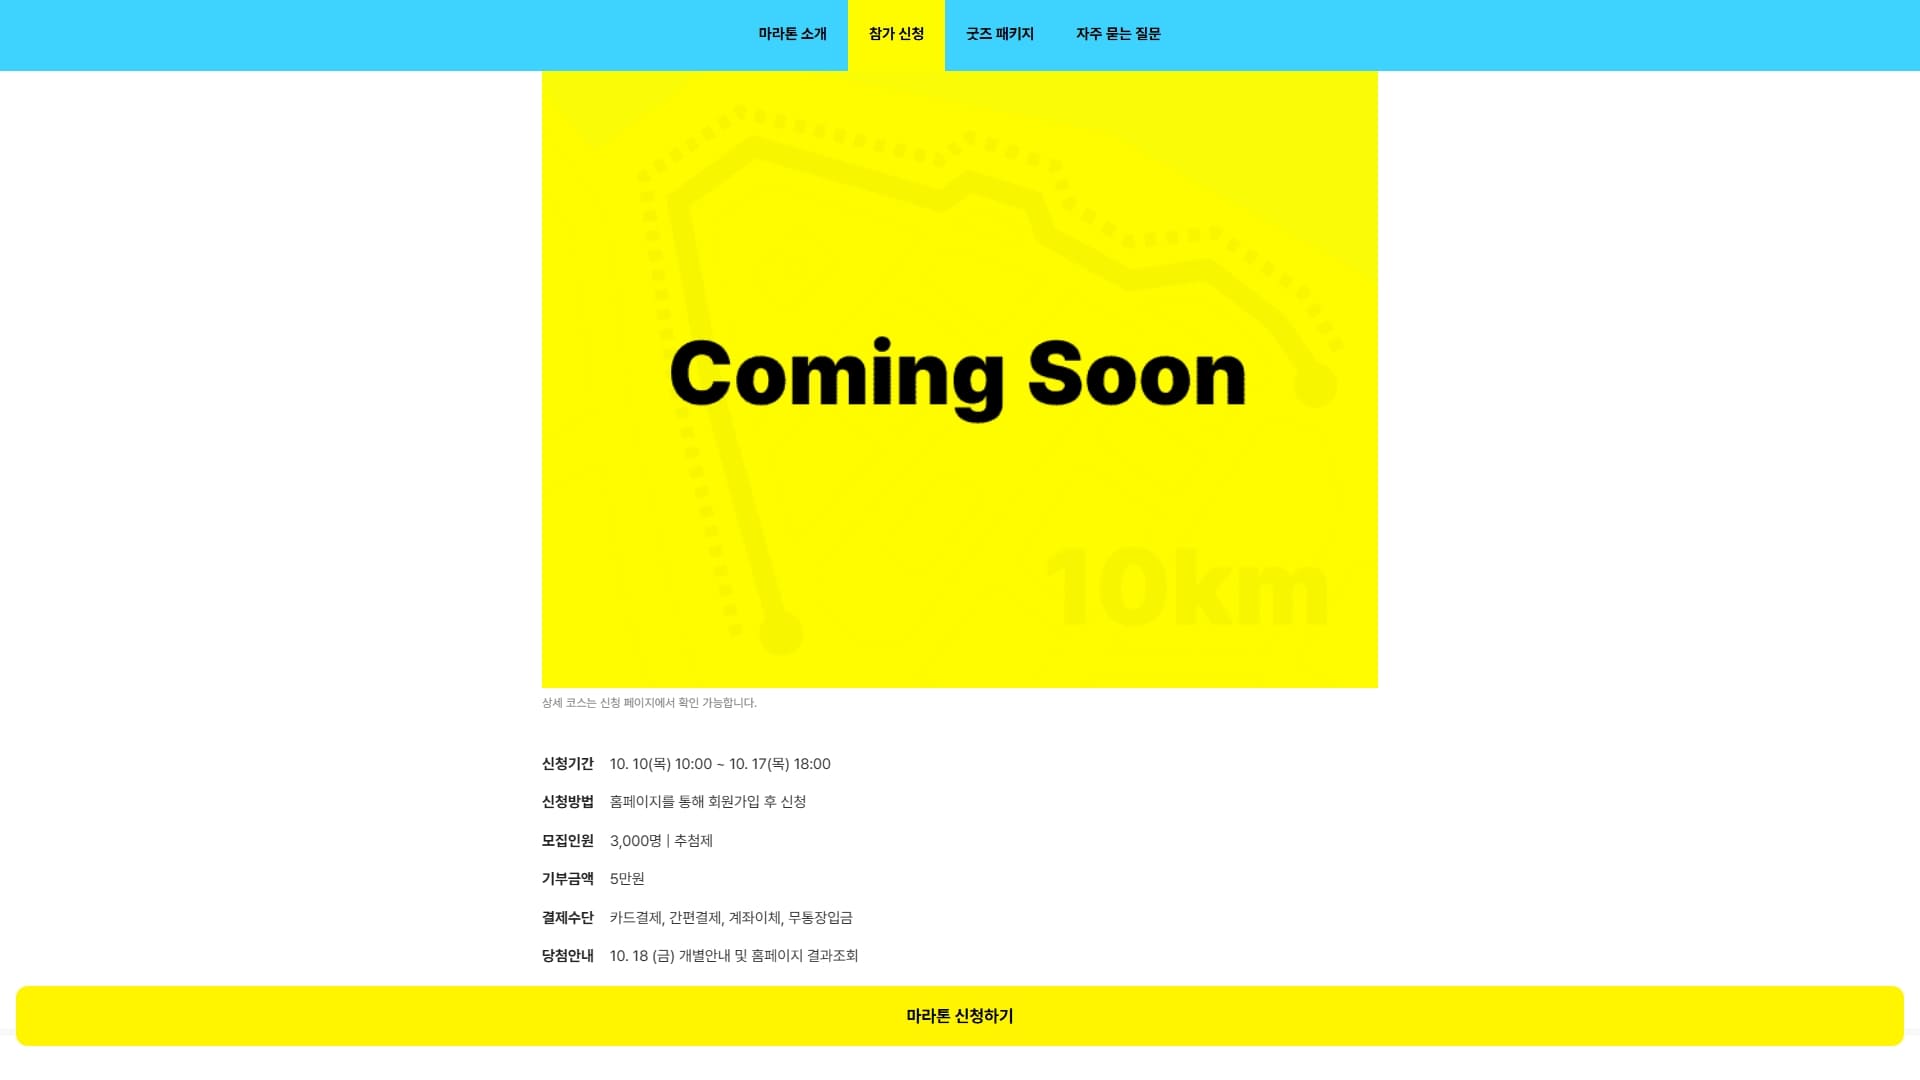 마라톤 소개
참가 신청
굿즈 패키지
자주 묻는 질문
Coming Soon
10km
상세 코스는 신청 페이지에서 확인 가능합니다.
신청기간 10. 10(목) 10:00 ~ 10. 17(목) 18:00
신청방법 홈페이지를 통해 회원가입 후 신청
모집인원 3,000명 | 추첨제
기부금액 5만원
결제수단 카드결제, 간편결제, 계좌이체, 무통장입금
당첨안내 10. 18 (금) 개별안내 및 홈페이지 결과조회
마라톤 신청하기